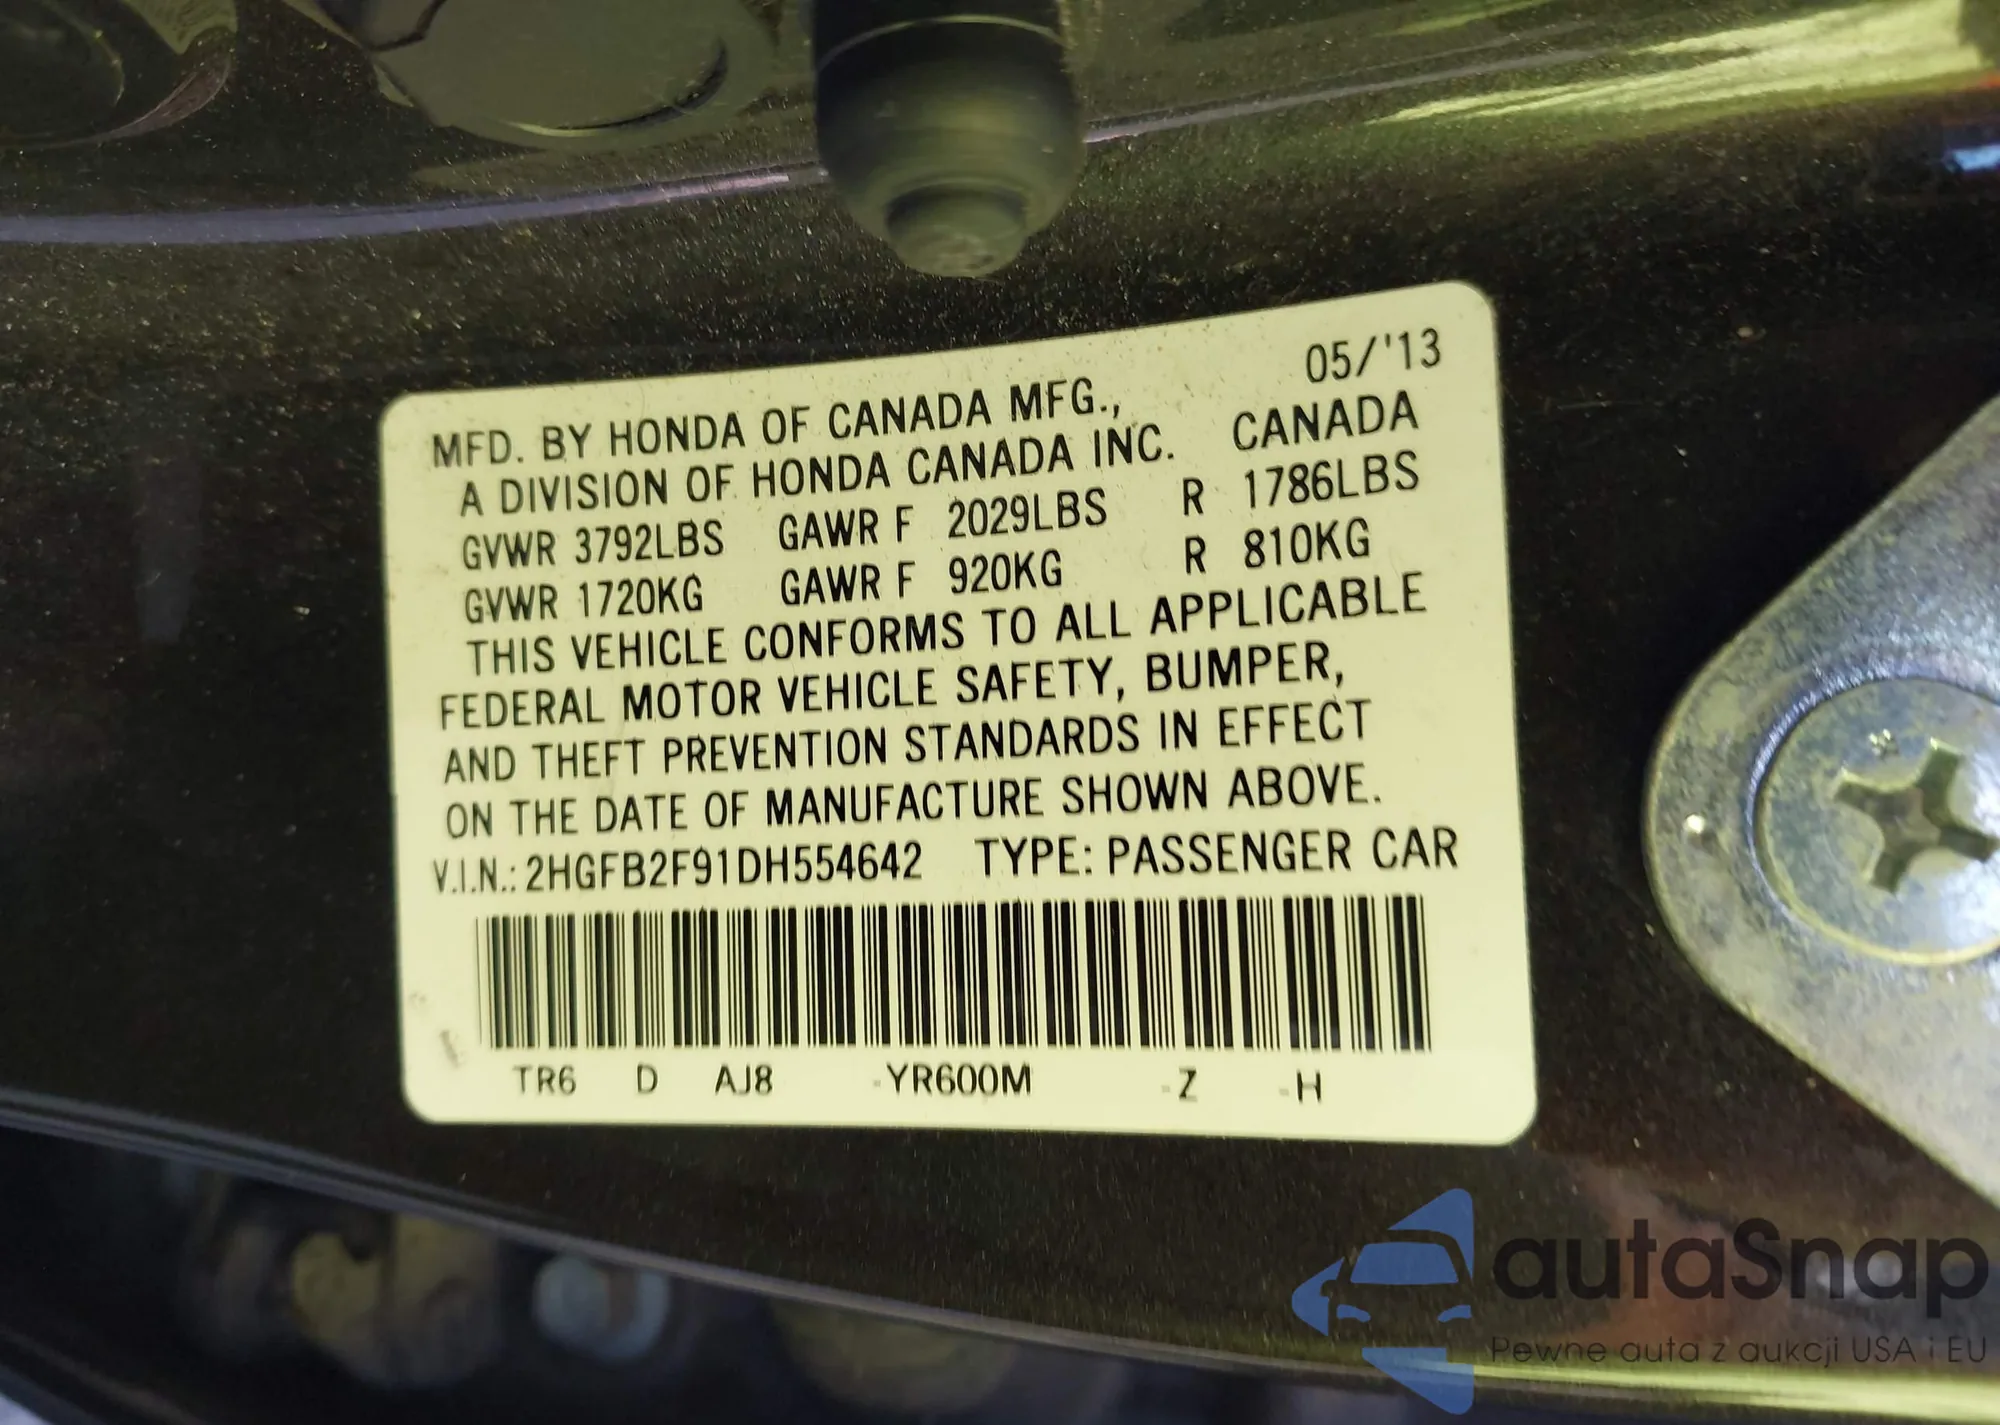 05/'13
MFD. BY HONDA OF CANADA MFG.,
A DIVISION OF HONDA CANADA INC. CANADA
GVWR 3792LBS GAWR F 2029LBS R 1786LBS
GVWR 1720KG GAWR F 920KG R 810KG
THIS VEHICLE CONFORMS TO ALL APPLICABLE
FEDERAL MOTOR VEHICLE SAFETY, BUMPER,
AND THEFT PREVENTION STANDARDS IN EFFECT
ON THE DATE OF MANUFACTURE SHOWN ABOVE.
V.I.N.: 2HGFB2F91DH554642 TYPE: PASSENGER CAR
TR6 D AJ8 -YR600M -Z -H
autaSnap
Pewne auta z aukcji USA i EU